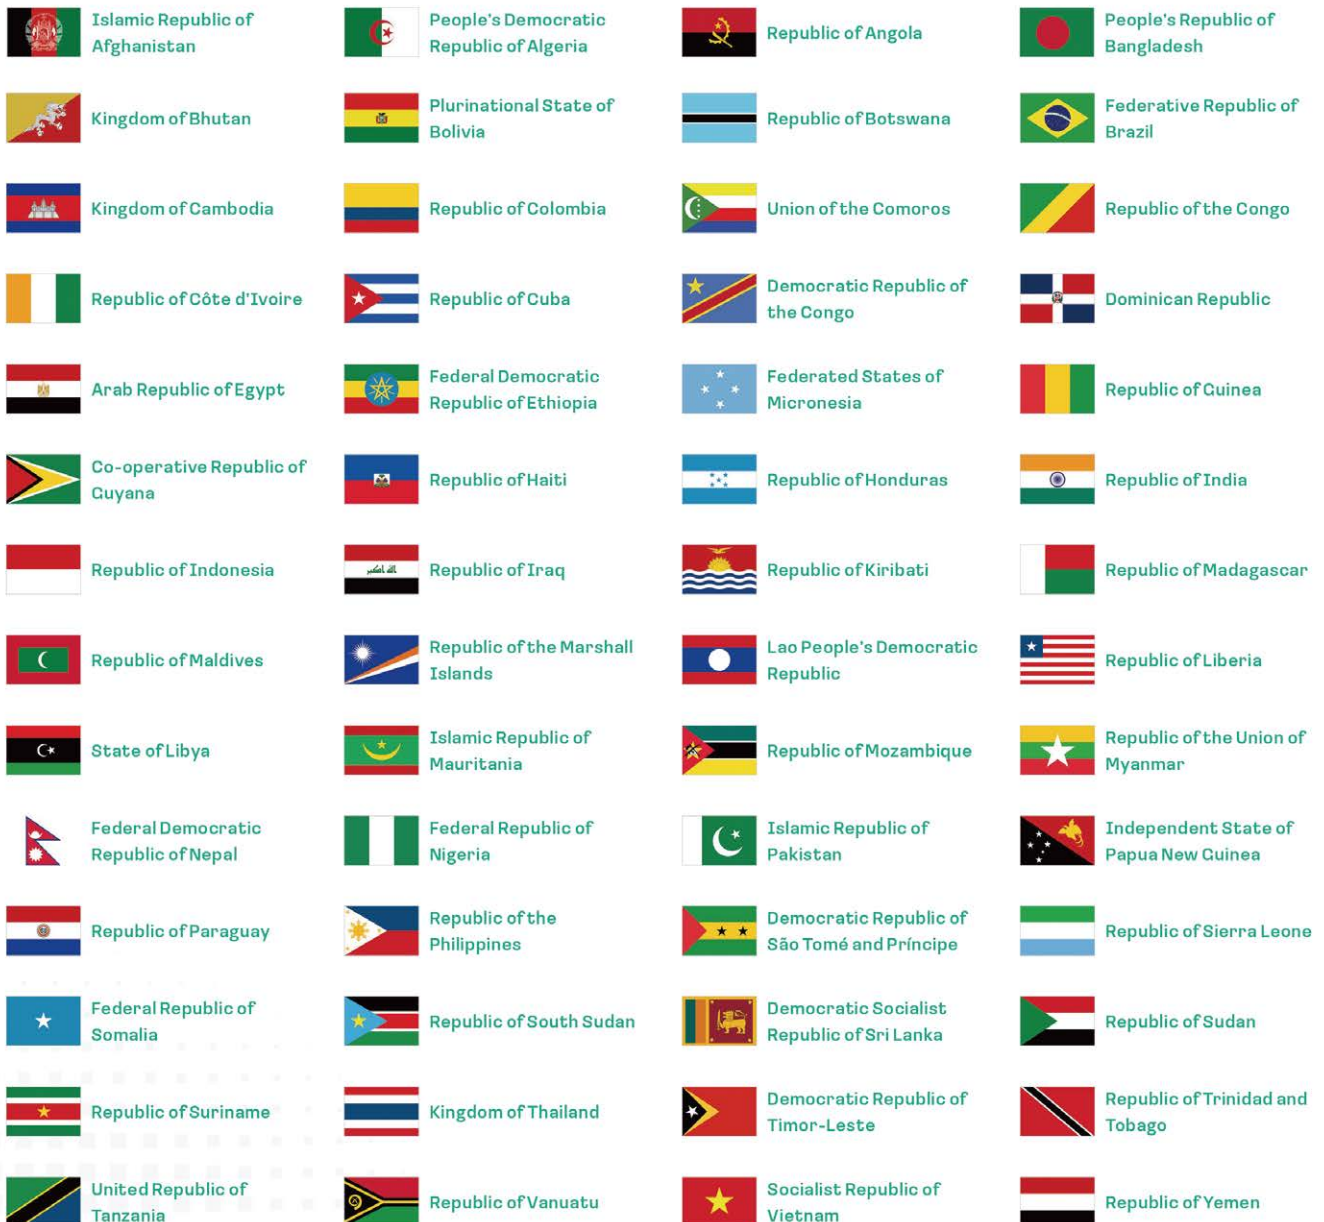 Islamic Republic of
Afghanistan
People's Democratic
Republic of Algeria
Republic of Angola
People's Republic of
Bangladesh
Kingdom of Bhutan
Plurinational State of
Bolivia
Republic of Botswana
Federative Republic of
Brazil
Kingdom of Cambodia
Republic of Colombia
Union of the Comoros
Republic of the Congo
Republic of Côte d'Ivoire
Republic of Cuba
Democratic Republic of
the Congo
Dominican Republic
Arab Republic of Egypt
Federal Democratic
Republic of Ethiopia
Federated States of
Micronesia
Republic of Guinea
Co-operative Republic of
Guyana
Republic of Haiti
Republic of Honduras
Republic of India
Republic of Indonesia
Republic of Iraq
Republic of Kiribati
Republic of Madagascar
Republic of Maldives
Republic of the Marshall
Islands
Lao People's Democratic
Republic
Republic of Liberia
State of Libya
Islamic Republic of
Mauritania
Republic of Mozambique
Republic of the Union of
Myanmar
Federal Democratic
Republic of Nepal
Federal Republic of
Nigeria
Islamic Republic of
Pakistan
Independent State of
Papua New Guinea
Republic of Paraguay
Republic of the
Philippines
Democratic Republic of
São Tomé and Príncipe
Republic of Sierra Leone
Federal Republic of
Somalia
Republic of South Sudan
Democratic Socialist
Republic of Sri Lanka
Republic of Sudan
Republic of Suriname
Kingdom of Thailand
Democratic Republic of
Timor-Leste
Republic of Trinidad and
Tobago
United Republic of
Tanzania
Republic of Vanuatu
Socialist Republic of
Vietnam
Republic of Yemen